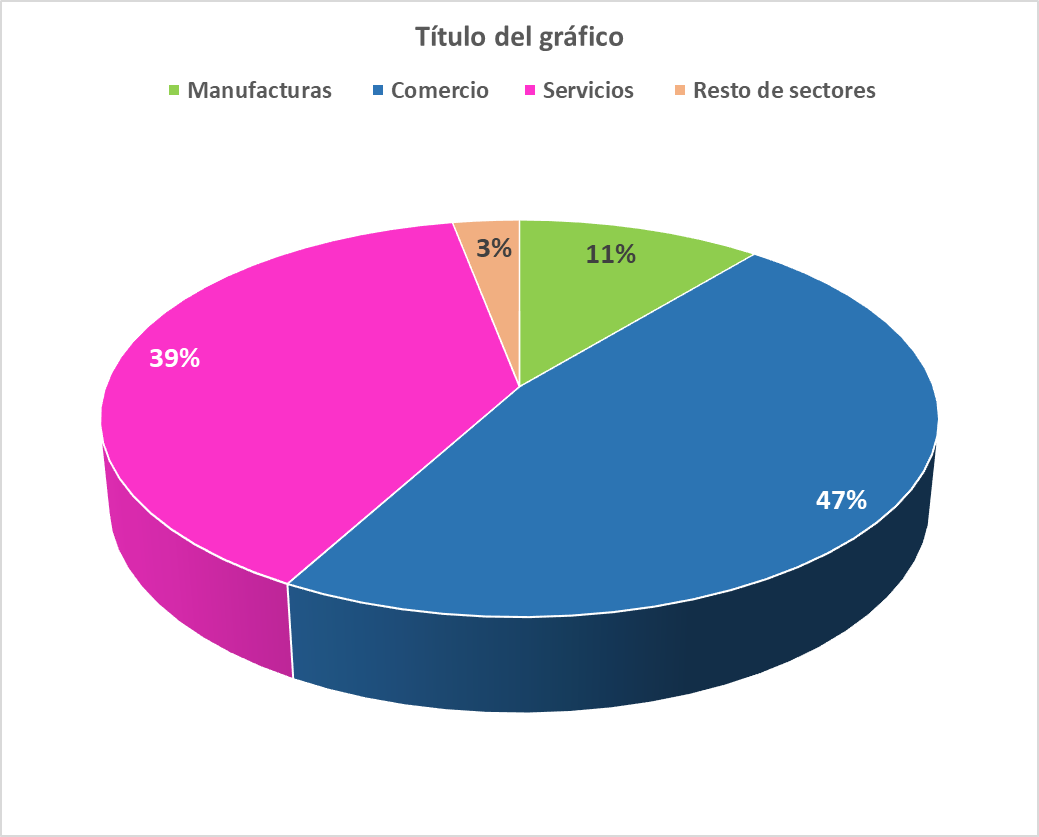 Título del gráfico
Manufacturas Comercio Servicios Resto de sectores
3% 11%
39%
47%